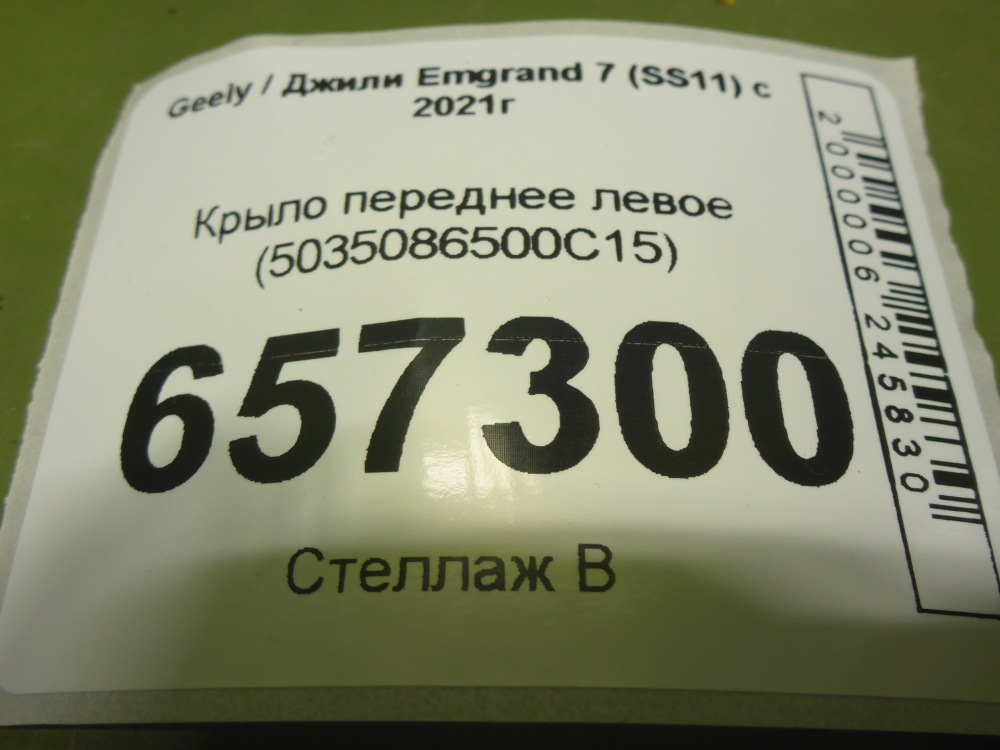 Geely / Джили Emgrand 7 (SS11) с
2021г
Крыло переднее левое
(5035086500C15)
657300
Стеллаж В
2000006245830